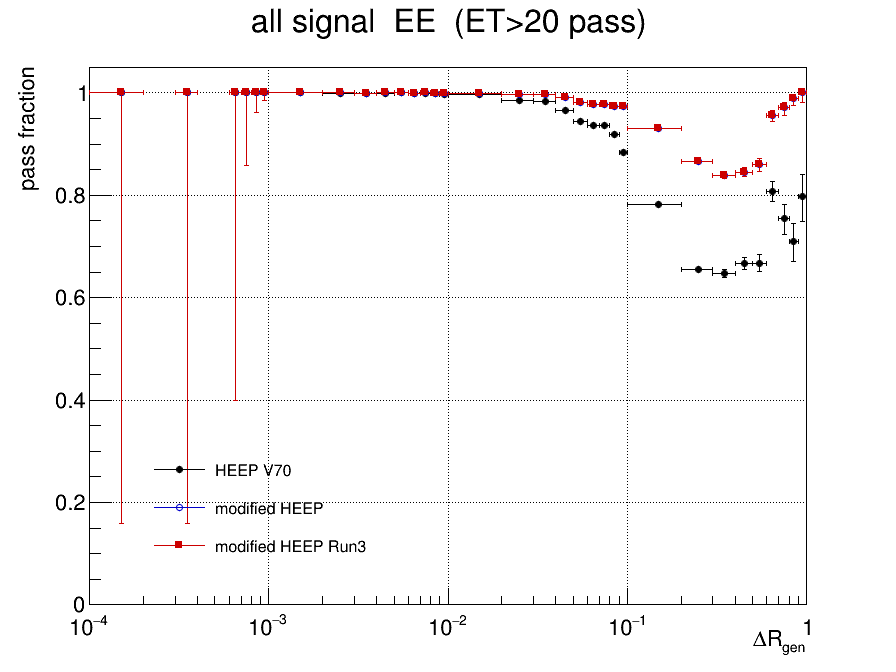 all signal EE (ET>20 pass)
pass fraction
1
0.8
0.6
0.4
0.2
0
HEEP V70
modified HEEP
modified HEEP Run3
10⁻⁴ 10⁻³ 10⁻² 10⁻¹ 1
ΔR_gen